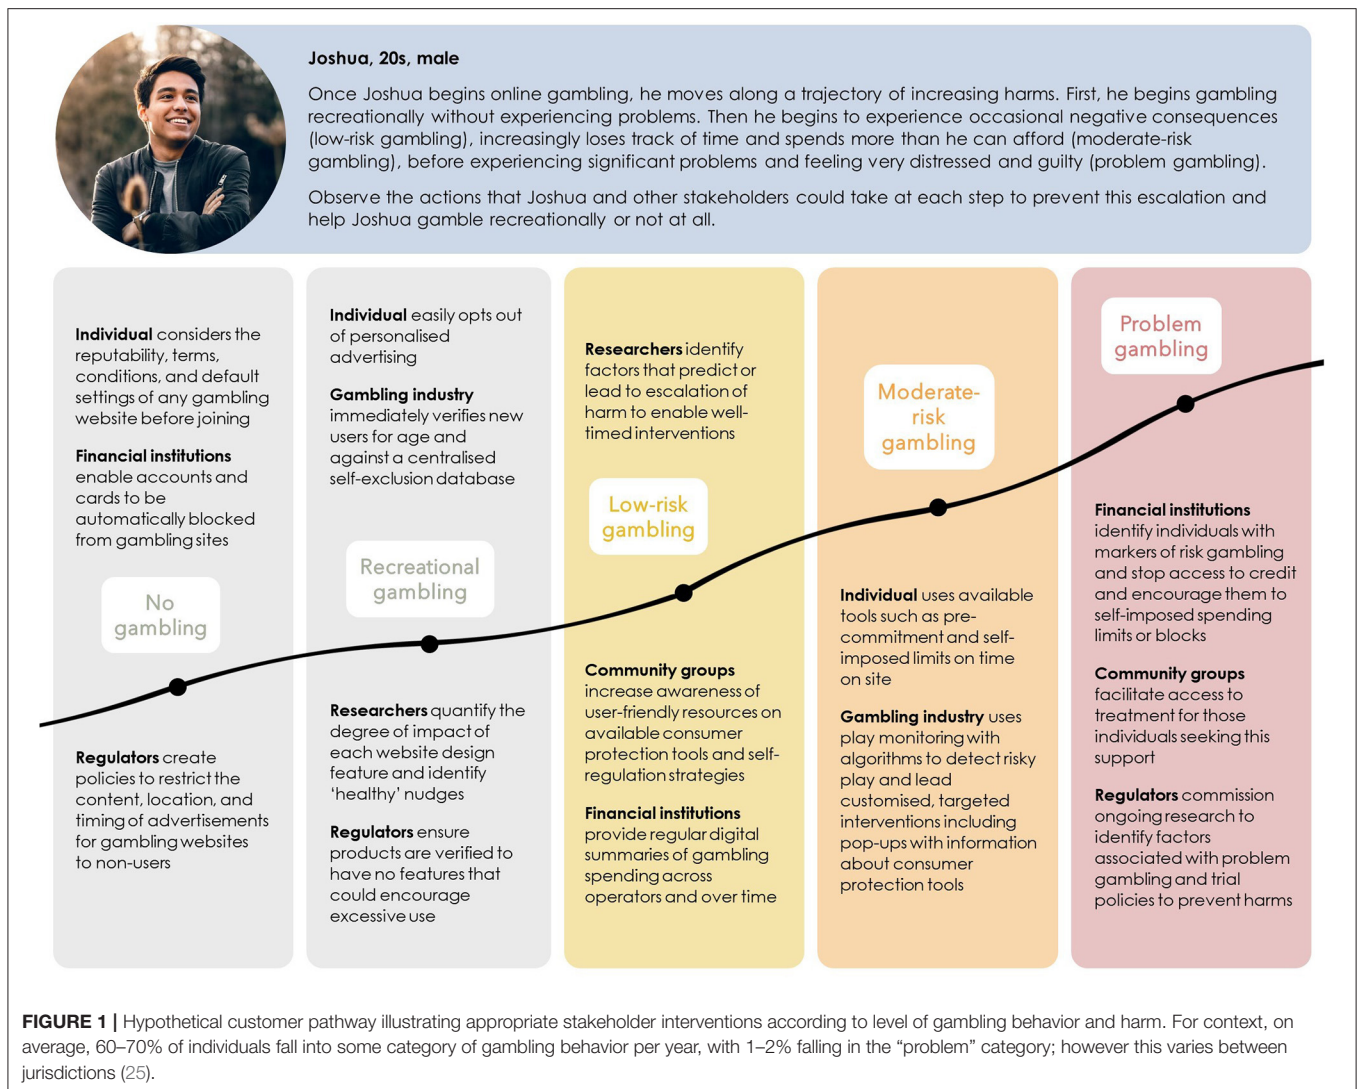 Joshua, 20s, male
Once Joshua begins online gambling, he moves along a trajectory of increasing harms. First, he begins gambling
recreationally without experiencing problems. Then he begins to experience occasional negative consequences
(low-risk gambling), increasingly loses track of time and spends more than he can afford (moderate-risk
gambling), before experiencing significant problems and feeling very distressed and guilty (problem gambling).
Observe the actions that Joshua and other stakeholders could take at each step to prevent this escalation and
help Joshua gamble recreationally or not at all.
Individual considers the
reputability, terms,
conditions, and default
settings of any gambling
website before joining
Financial institutions
enable accounts and
cards to be
automatically blocked
from gambling sites
No
gambling
Regulators create
policies to restrict the
content, location, and
timing of advertisements
for gambling websites
to non-users
Individual easily opts out
of personalised
advertising
Gambling industry
immediately verifies new
users for age and
against a centralised
self-exclusion database
Recreational
gambling
Researchers quantify the
degree of impact of
each website design
feature and identify
‘healthy’ nudges
Regulators ensure
products are verified to
have no features that
could encourage
excessive use
Researchers identify
factors that predict or
lead to escalation of
harm to enable well-
timed interventions
Low-risk
gambling
Community groups
increase awareness of
user-friendly resources on
available consumer
protection tools and self-
regulation strategies
Financial institutions
provide regular digital
summaries of gambling
spending across
operators and over time
Moderate-
risk
gambling
Individual uses available
tools such as pre-
commitment and self-
imposed limits on time
on site
Gambling industry uses
play monitoring with
algorithms to detect risky
play and lead
customised, targeted
interventions including
pop-ups with information
about consumer
protection tools
Problem
gambling
Financial institutions
identify individuals with
markers of risk gambling
and stop access to credit
and encourage them to
self-imposed spending
limits or blocks
Community groups
facilitate access to
treatment for those
individuals seeking this
support
Regulators commission
ongoing research to
identify factors
associated with problem
gambling and trial
policies to prevent harms
FIGURE 1 | Hypothetical customer pathway illustrating appropriate stakeholder interventions according to level of gambling behavior and harm. For context, on
average, 60–70% of individuals fall into some category of gambling behavior per year, with 1–2% falling in the “problem” category; however this varies between
jurisdictions (25).